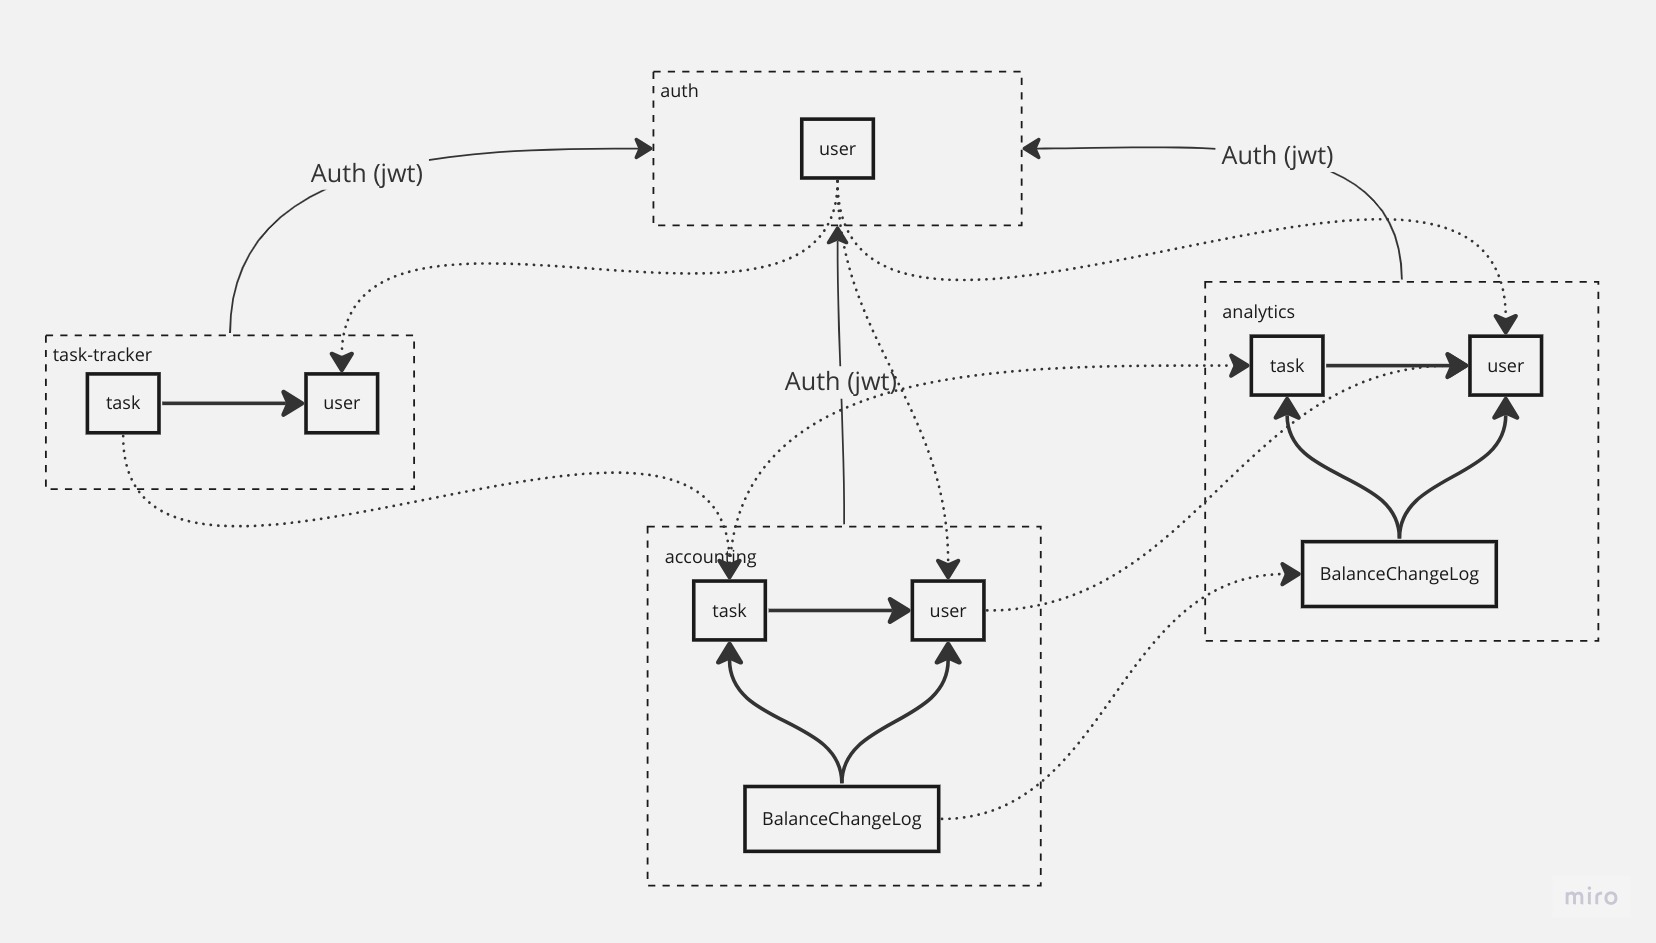 auth
user
Auth (jwt)
Auth (jwt)
task-tracker
task
user
analytics
task
user
BalanceChangeLog
Auth (jwt)
accounting
task
user
BalanceChangeLog
miro